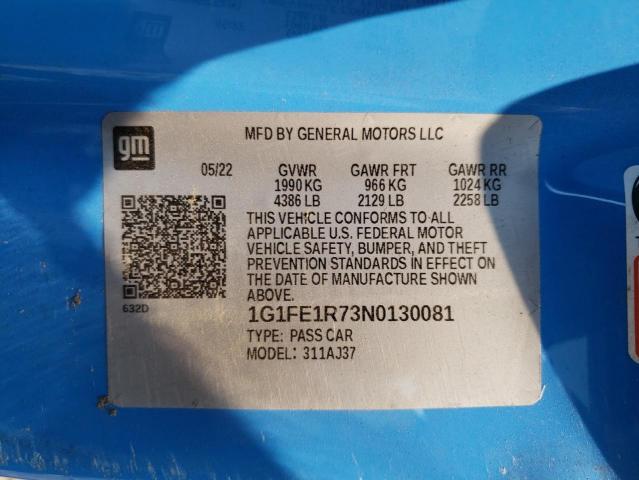 gm
MFD BY GENERAL MOTORS LLC
05/22 GVWR GAWR FRT GAWR RR
1990 KG 966 KG 1024 KG
4386 LB 2129 LB 2258 LB
THIS VEHICLE CONFORMS TO ALL
APPLICABLE U.S. FEDERAL MOTOR
VEHICLE SAFETY, BUMPER, AND THEFT
PREVENTION STANDARDS IN EFFECT ON
THE DATE OF MANUFACTURE SHOWN
ABOVE.
632D
1G1FE1R73N0130081
TYPE: PASS CAR
MODEL: 311AJ37